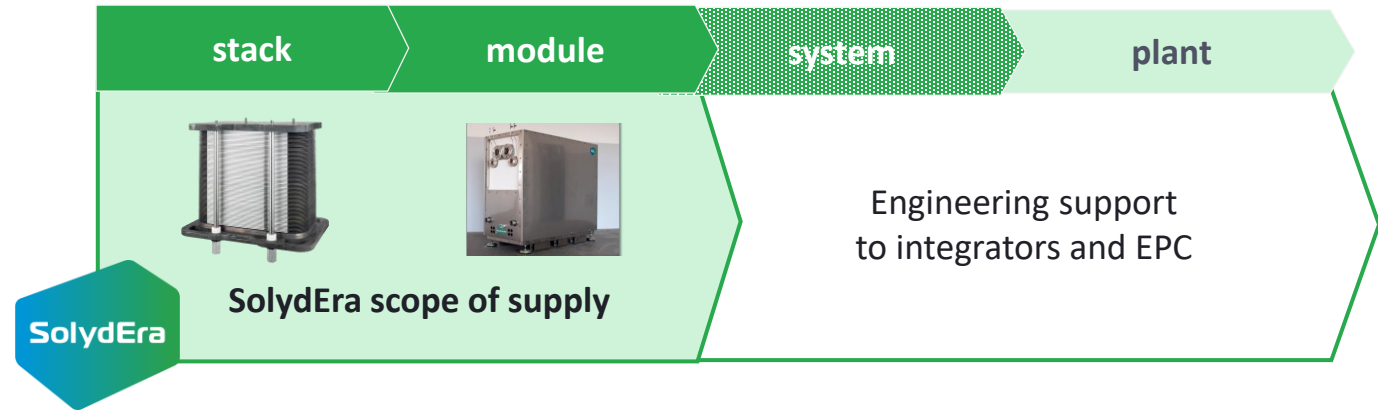 stack
module
system
plant
Engineering support
to integrators and EPC
SolydEra scope of supply
SolydEra